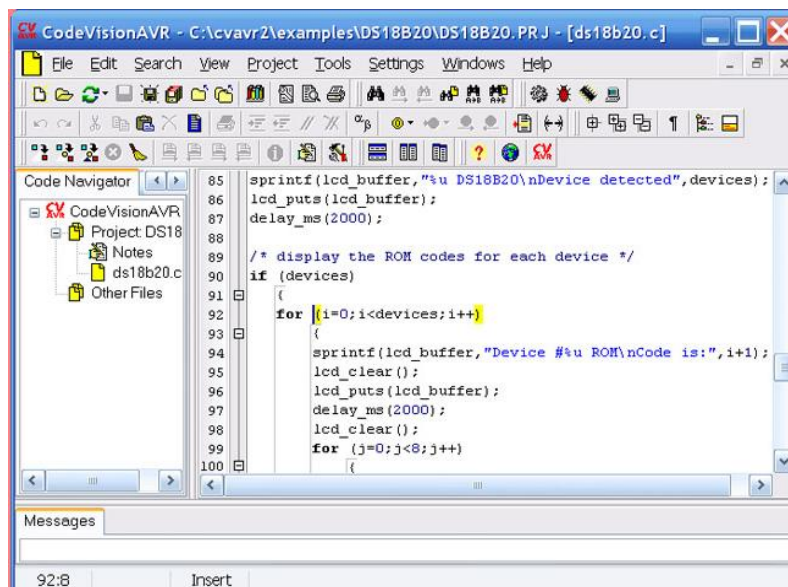 CodeVisionAVR - C:\cvavr2\examples\DS18B20\DS18B20.PRJ - [ds18b20.c]
File Edit Search View Project Tools Settings Windows Help
Code Navigator
CodeVisionAVR
Project: DS18
Notes
ds18b20.c
Other Files
85 sprintf(lcd_buffer,"%u DS18B20\nDevice detected",devices);
86 lcd_puts(lcd_buffer);
87 delay_ms(2000);
88
89 /* display the ROM codes for each device */
90 if (devices)
91 {
92 for (i=0;i<devices;i++)
93 {
94 sprintf(lcd_buffer,"Device #%u ROM\nCode is:",i+1);
95 lcd_clear();
96 lcd_puts(lcd_buffer);
97 delay_ms(2000);
98 lcd_clear();
99 for (j=0;j<8;j++)
100 {
Messages
92:8 Insert